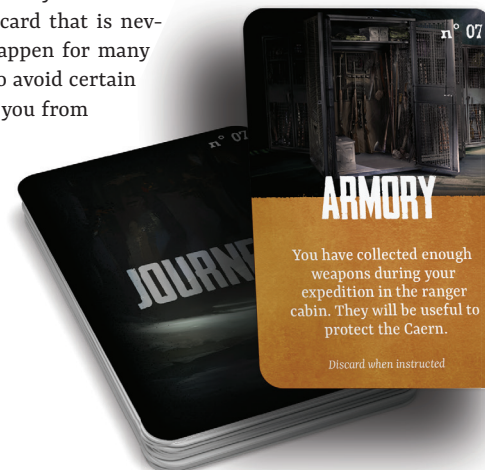 card that is nev-
appen for many
o avoid certain
you from
n° 07
JOURNE
n° 07
ARMORY
You have collected enough
weapons during your
expedition in the ranger
cabin. They will be useful to
protect the Caern.
Discard when instructed